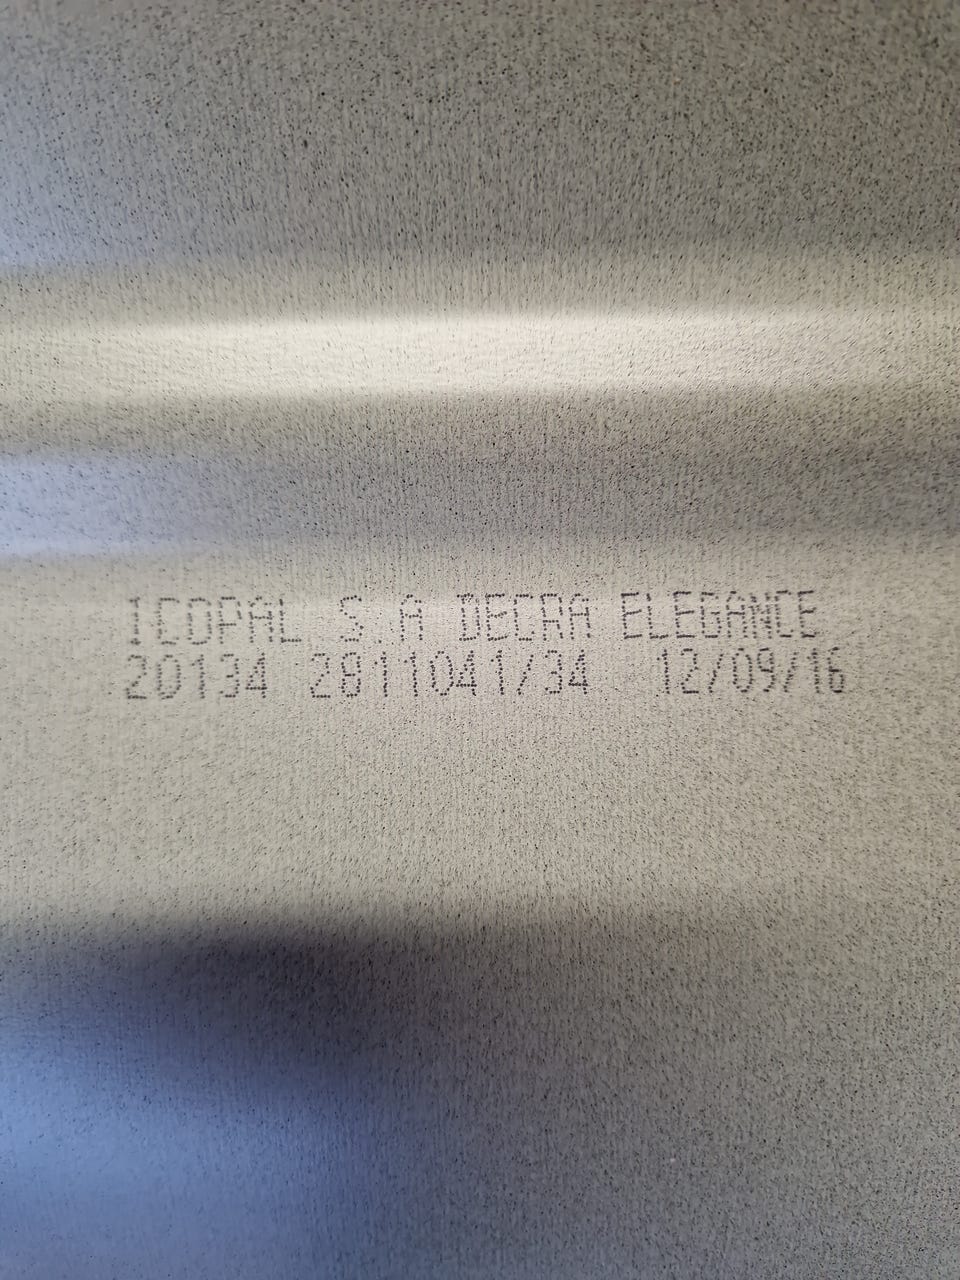 ICOPAL S.A DECRA ELEGANCE
20134 2811041/34 12/09/16